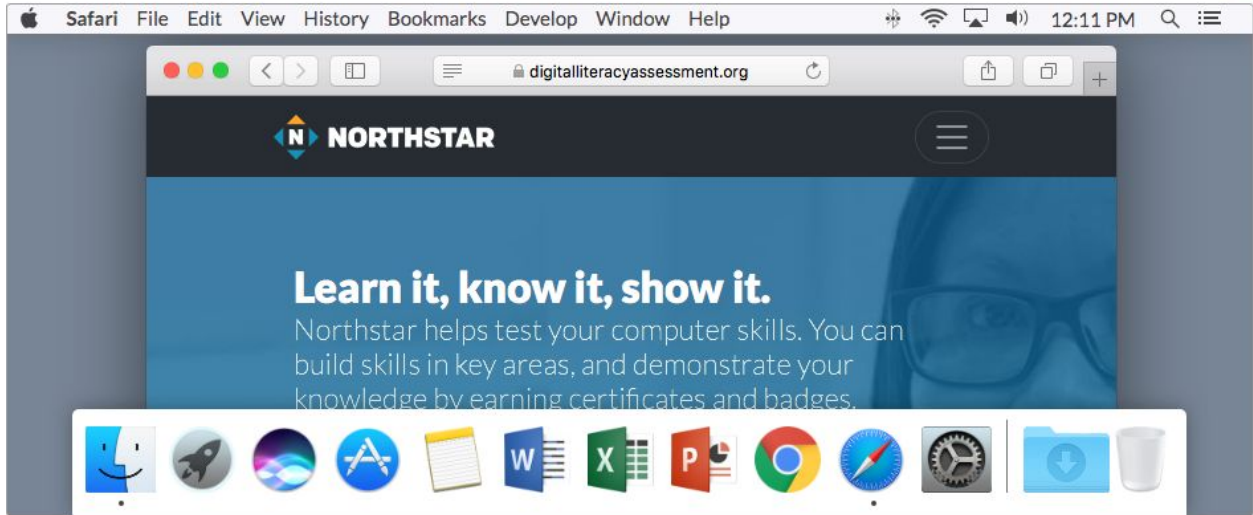 Safari File Edit View History Bookmarks Develop Window Help 12:11 PM
digitalliteracyassessment.org
N NORTHSTAR
Learn it, know it, show it.
Northstar helps test your computer skills. You can
build skills in key areas, and demonstrate your
knowledge by earning certificates and badges.
W X P